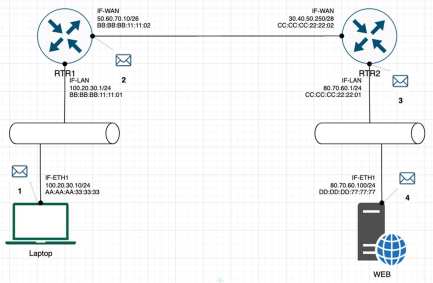 IF-WAN
50.60.70.10/26
BB:BB:BB:11:11:02
IF-WAN
30.40.50.250/28
CC:CC:CC:22:22:02
2
RTR1
IF-LAN
100.20.30.1/24
BB:BB:BB:11:11:01
RTR2
IF-LAN
80.70.60.1/24
CC:CC:CC:22:22:01
3
1
IF-ETH1
100.20.30.10/24
AA:AA:AA:33:33:33
IF-ETH1
80.70.60.100/24
DD:DD:DD:77:77:77
4
Laptop
WEB